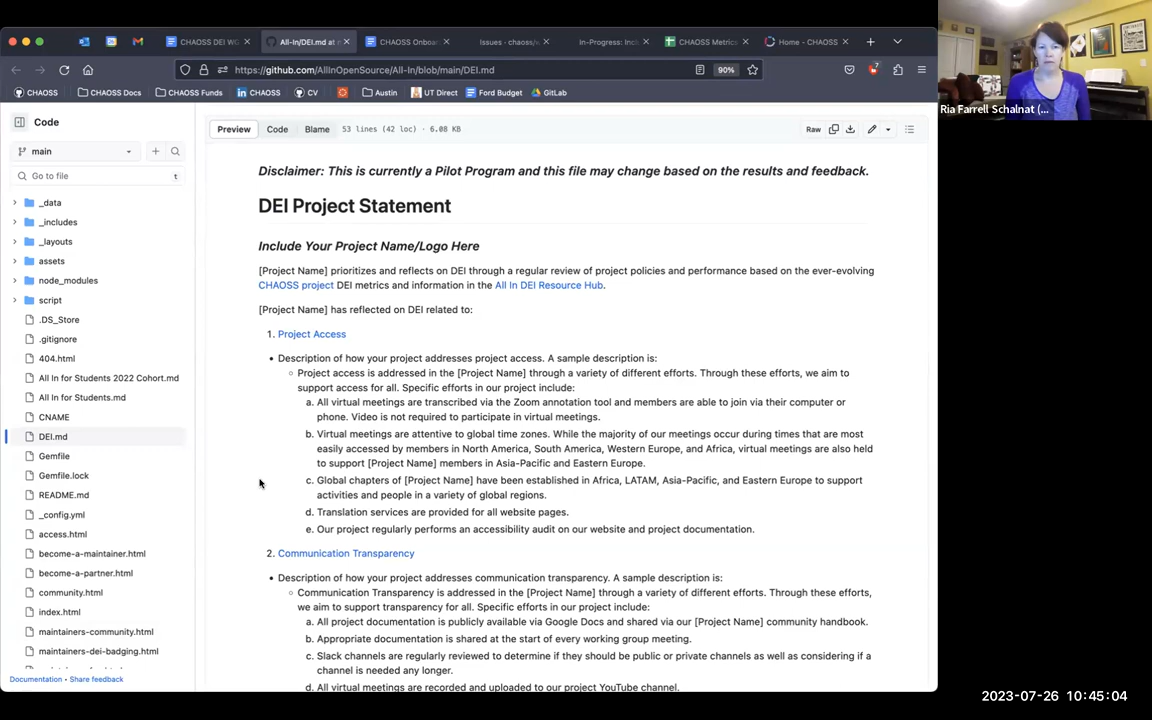 CHAOSS DEI WG
All-In/DEI.md at m
CHAOSS Onboa
Issues · chaoss/w
In-Progress: Incl
CHAOSS Metrics
Home - CHAOSS
https://github.com/AllInOpenSource/All-In/blob/main/DEI.md
90%
7
CHAOSS
CHAOSS Docs
CHAOSS Funds
CHAOSS
CV
Austin
UT Direct
Ford Budget
GitLab
Ria Farrell Schalnat (...
Code
main
Go to file
t
_data
_includes
_layouts
assets
node_modules
script
.DS_Store
.gitignore
404.html
All In for Students 2022 Cohort.md
All In for Students.md
CNAME
DEI.md
Gemfile
Gemfile.lock
README.md
_config.yml
access.html
become-a-maintainer.html
become-a-partner.html
community.html
index.html
maintainers-community.html
maintainers-dei-badging.html
Documentation • Share feedback
Preview
Code
Blame
53 lines (42 loc) · 6.08 KB
Raw
Disclaimer: This is currently a Pilot Program and this file may change based on the results and feedback.
DEI Project Statement
Include Your Project Name/Logo Here
[Project Name] prioritizes and reflects on DEI through a regular review of project policies and performance based on the ever-evolving
CHAOSS project DEI metrics and information in the All In DEI Resource Hub.
[Project Name] has reflected on DEI related to:
1. Project Access
• Description of how your project addresses project access. A sample description is:
○ Project access is addressed in the [Project Name] through a variety of different efforts. Through these efforts, we aim to
support access for all. Specific efforts in our project include:
a. All virtual meetings are transcribed via the Zoom annotation tool and members are able to join via their computer or
phone. Video is not required to participate in virtual meetings.
b. Virtual meetings are attentive to global time zones. While the majority of our meetings occur during times that are most
easily accessed by members in North America, South America, Western Europe, and Africa, virtual meetings are also held
to support [Project Name] members in Asia-Pacific and Eastern Europe.
c. Global chapters of [Project Name] have been established in Africa, LATAM, Asia-Pacific, and Eastern Europe to support
activities and people in a variety of global regions.
d. Translation services are provided for all website pages.
e. Our project regularly performs an accessibility audit on our website and project documentation.
2. Communication Transparency
• Description of how your project addresses communication transparency. A sample description is:
○ Communication Transparency is addressed in the [Project Name] through a variety of different efforts. Through these efforts,
we aim to support transparency for all. Specific efforts in our project include:
a. All project documentation is publicly available via Google Docs and shared via our [Project Name] community handbook.
b. Appropriate documentation is shared at the start of every working group meeting.
c. Slack channels are regularly reviewed to determine if they should be public or private channels as well as considering if a
channel is needed any longer.
d. All virtual meetings are recorded and uploaded to our project YouTube channel.
2023-07-26 10:45:04